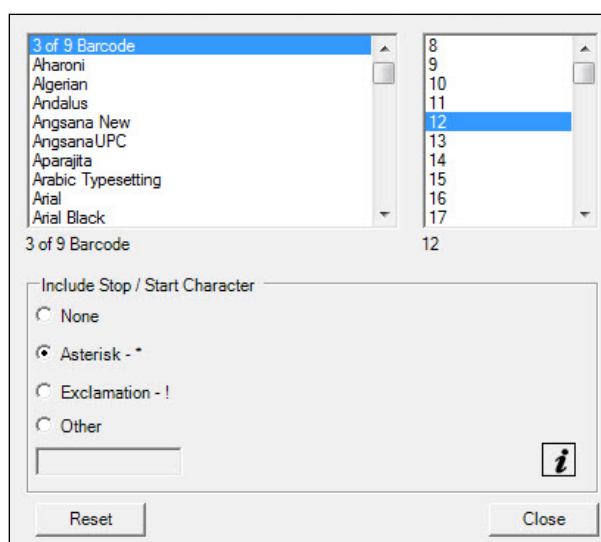 3 of 9 Barcode
Aharoni
Algerian
Andalus
Angsana New
AngsanaUPC
Aparajita
Arabic Typesetting
Arial
Arial Black
3 of 9 Barcode
8
9
10
11
12
13
14
15
16
17
12
Include Stop / Start Character
None
Asterisk - *
Exclamation - !
Other
i
Reset
Close